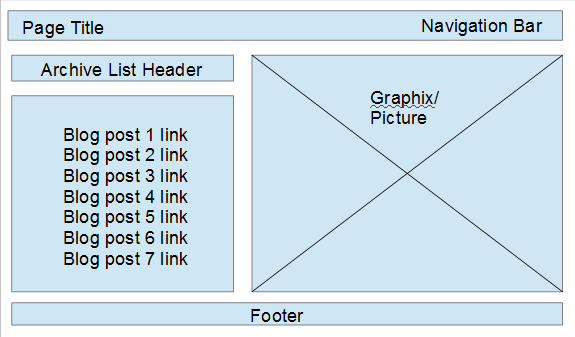 Page Title
Navigation Bar
Archive List Header
Graphix/
Picture
Blog post 1 link
Blog post 2 link
Blog post 3 link
Blog post 4 link
Blog post 5 link
Blog post 6 link
Blog post 7 link
Footer